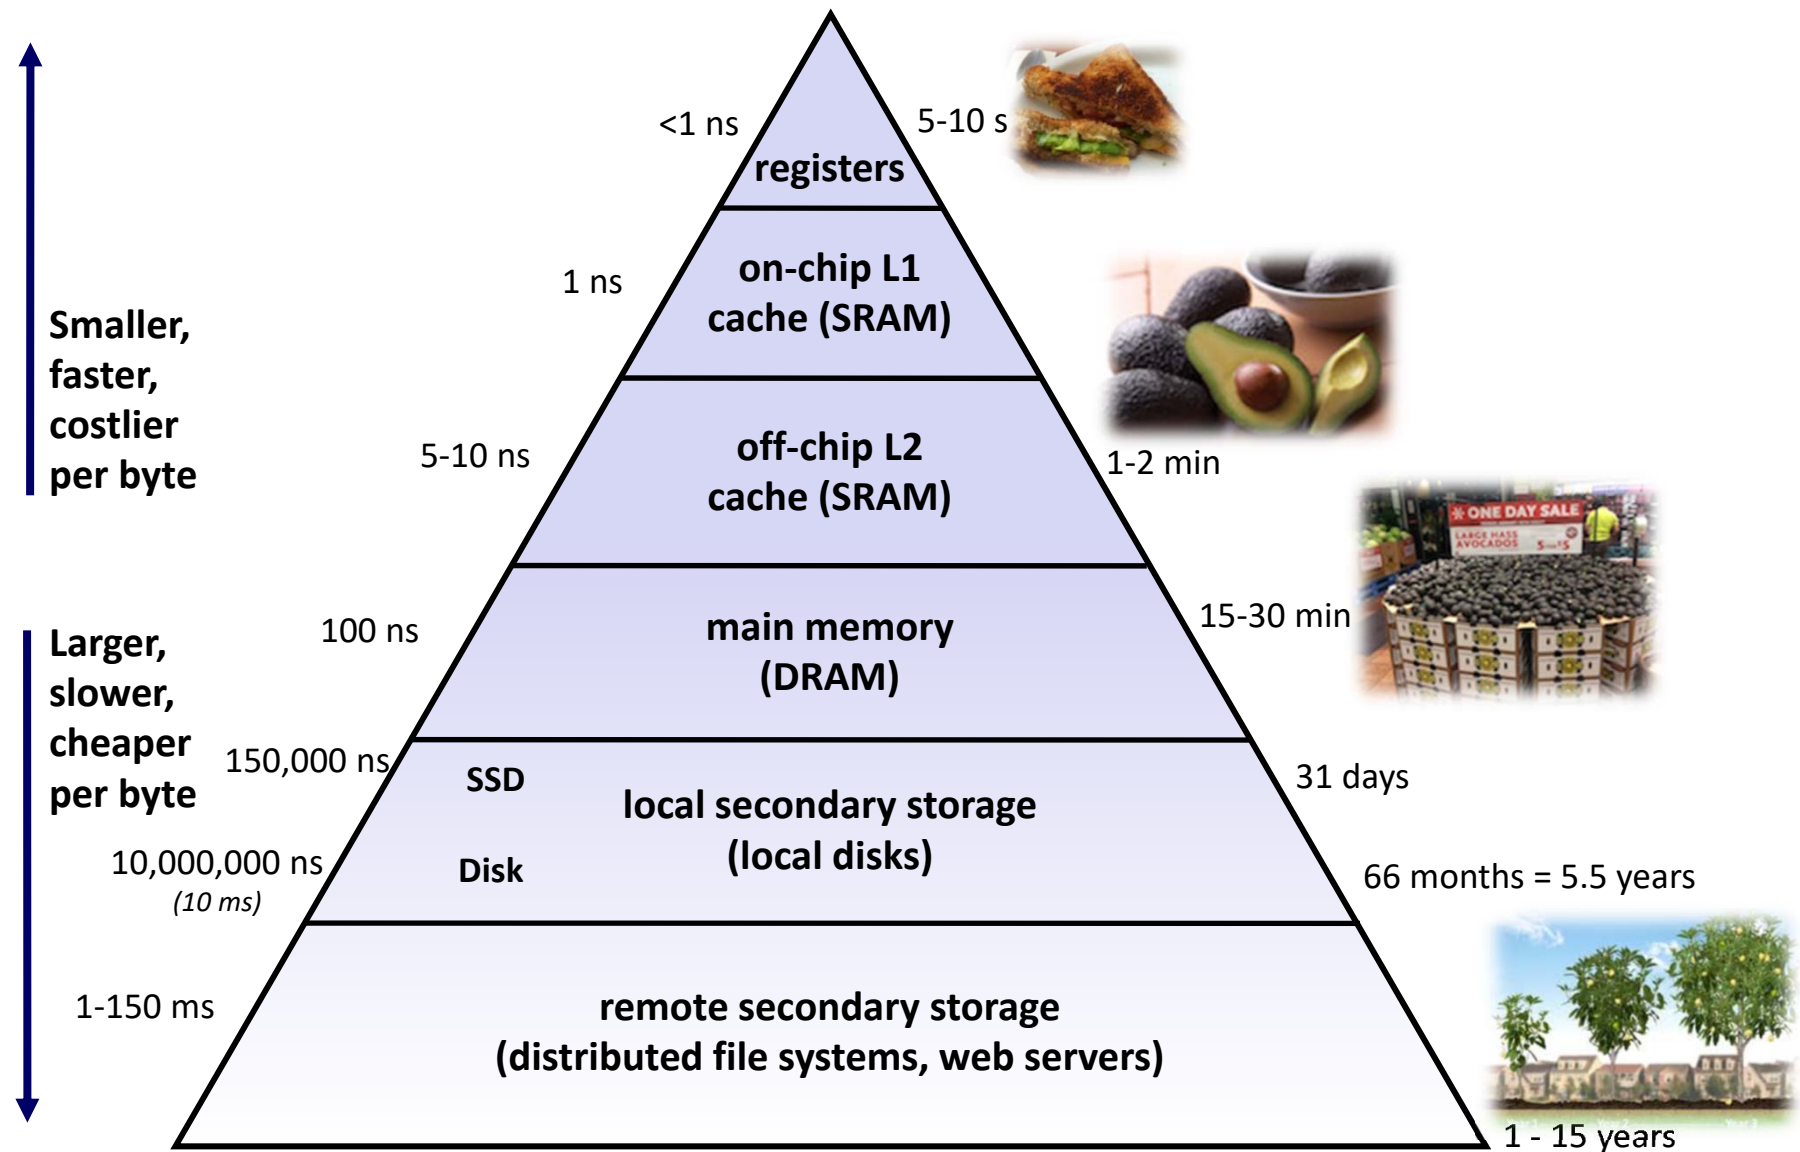 <1 ns
5-10 s
registers
on-chip L1
cache (SRAM)
1 ns
Smaller,
faster,
costlier
per byte
off-chip L2
cache (SRAM)
5-10 ns
1-2 min
✻ ONE DAY SALE
LARGE HASS
AVOCADOS
main memory
(DRAM)
100 ns
15-30 min
Larger,
slower,
cheaper
per byte
150,000 ns
SSD
local secondary storage
(local disks)
31 days
10,000,000 ns
(10 ms)
Disk
66 months = 5.5 years
1-150 ms
remote secondary storage
(distributed file systems, web servers)
1 - 15 years